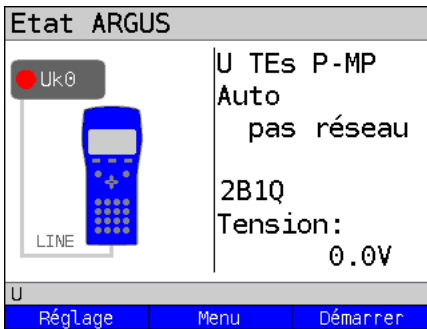 Etat ARGUS
Uk0
LINE
U TEs P-MP
Auto
pas réseau
2B1Q
Tension:
0.0V
U
Réglage Menu Démarrer